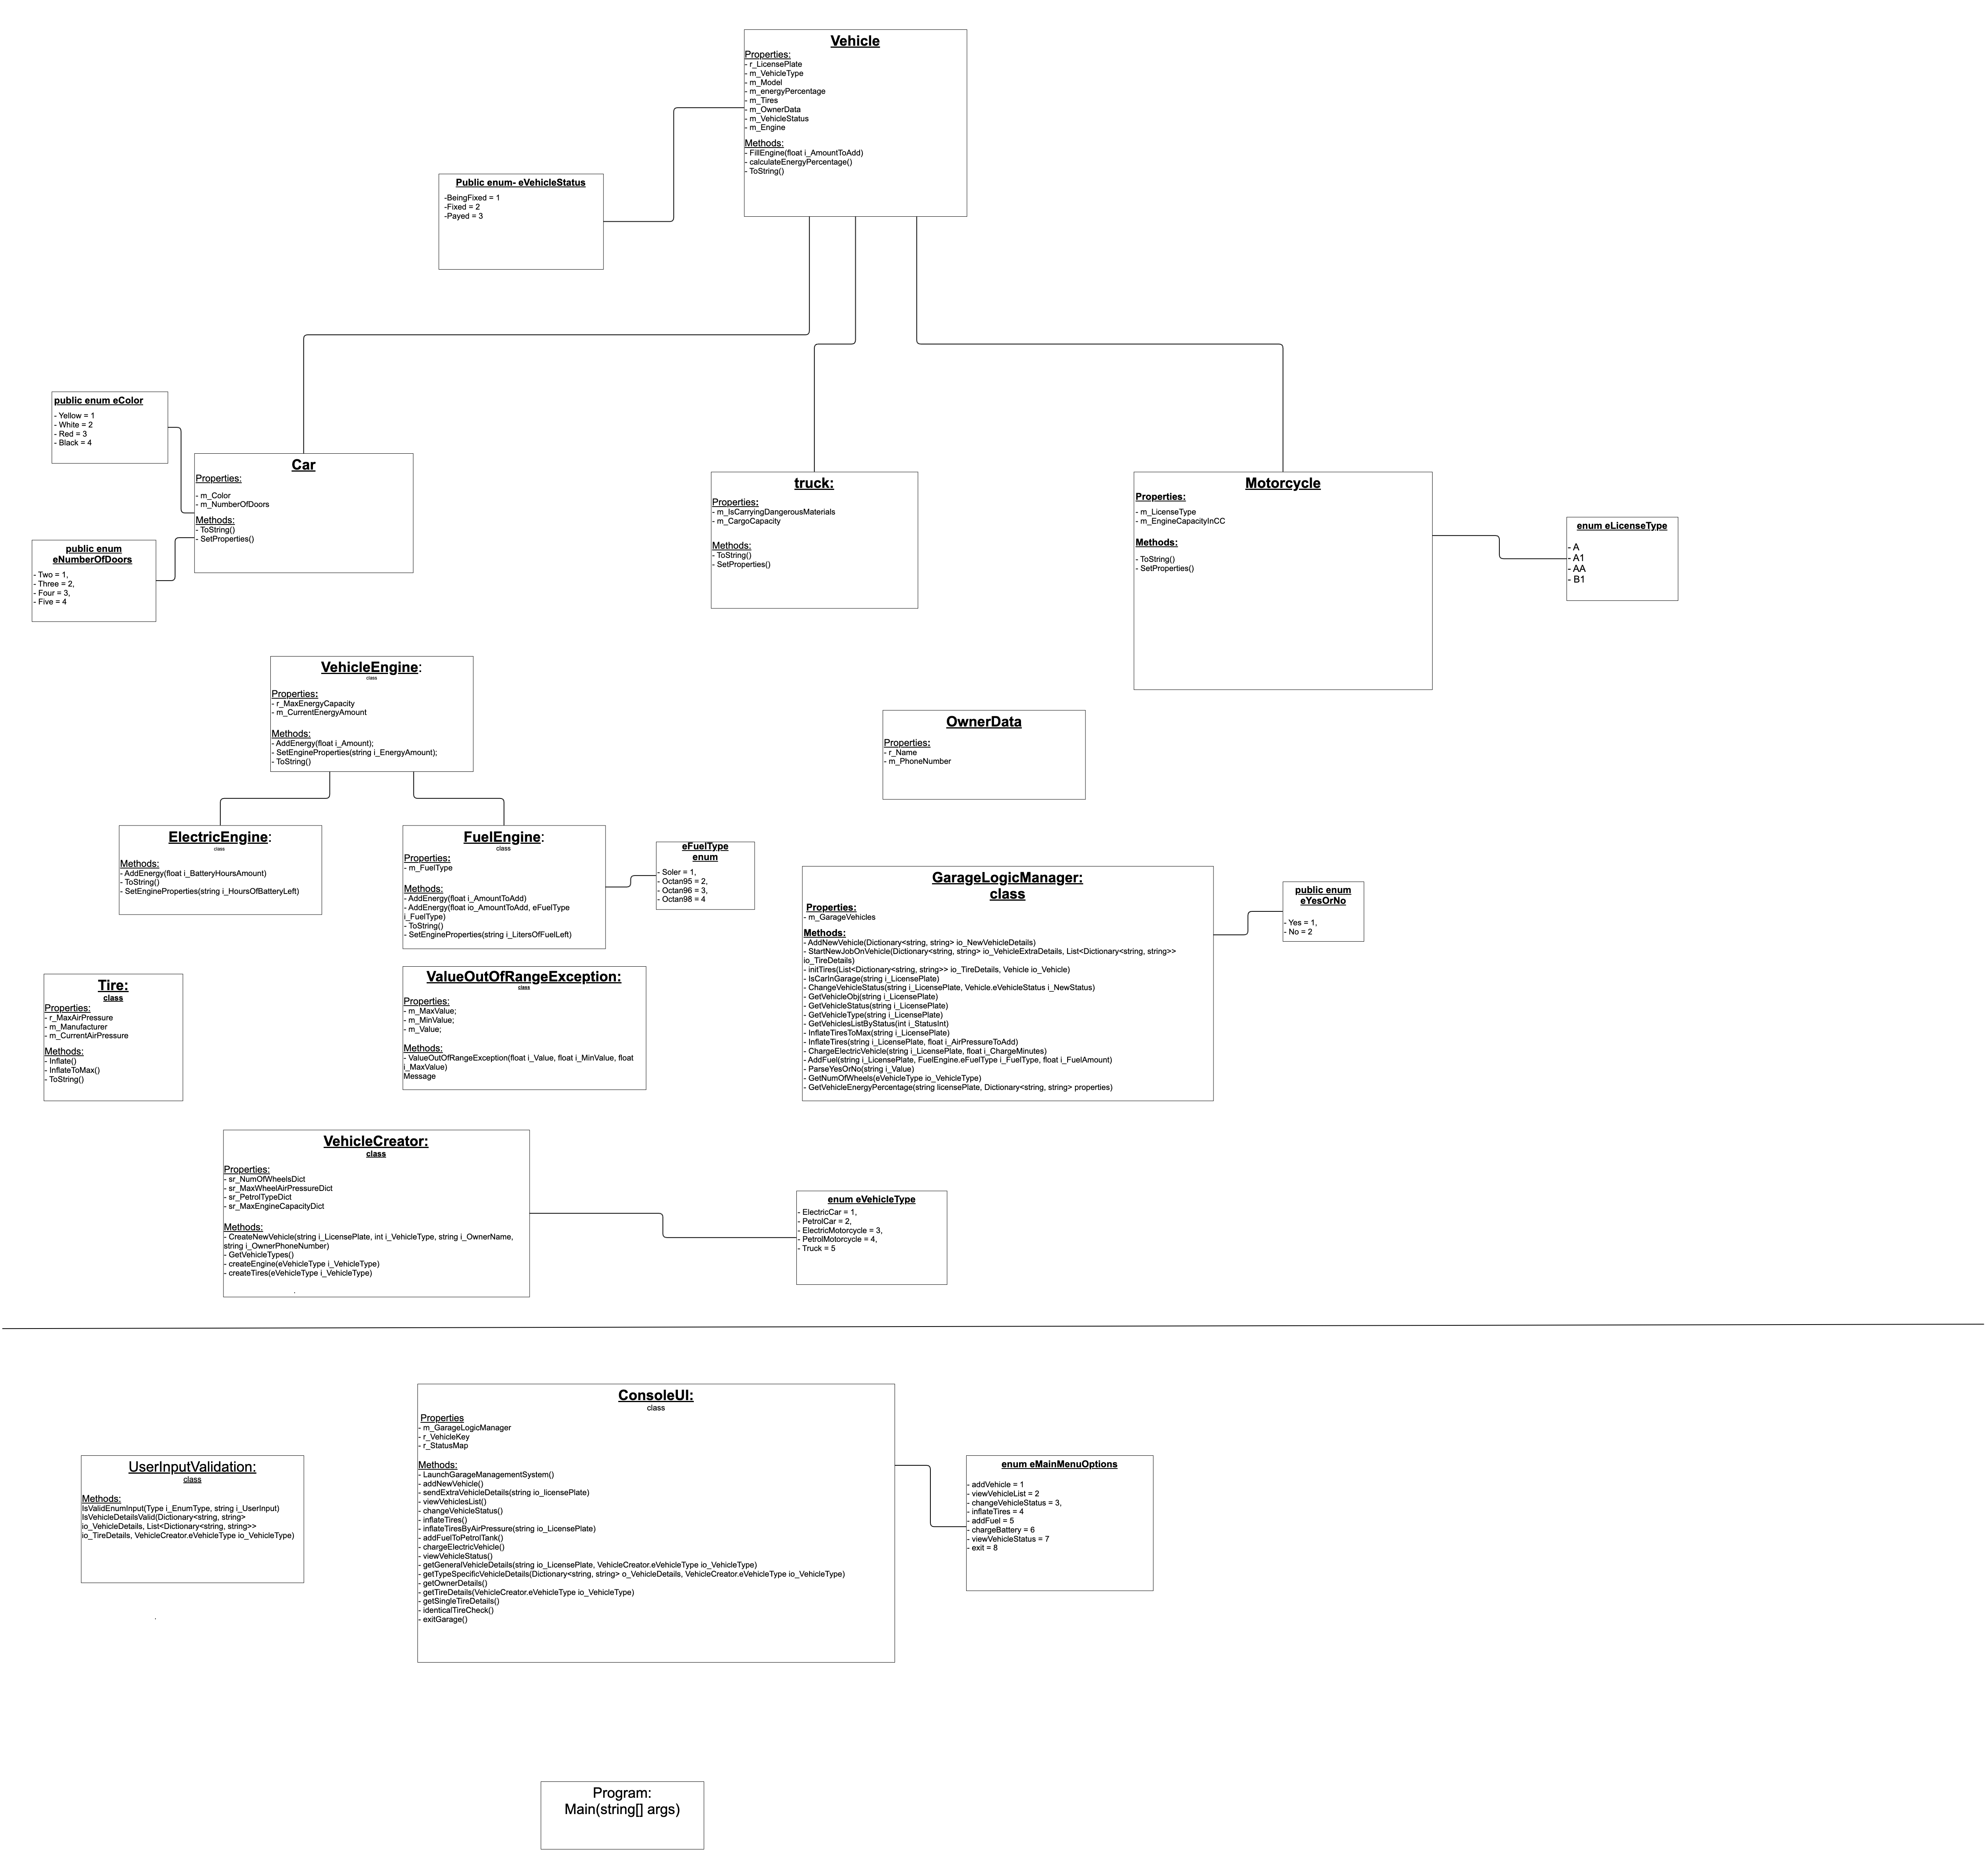 Vehicle
Properties:
- r_LicensePlate
- m_VehicleType
- m_Model
- m_energyPercentage
- m_Tires
- m_OwnerData
- m_VehicleStatus
- m_Engine
Methods:
- FillEngine(float i_AmountToAdd)
- calculateEnergyPercentage()
- ToString()
Public enum- eVehicleStatus
-BeingFixed = 1
-Fixed = 2
-Payed = 3
public enum eColor
- Yellow = 1
- White = 2
- Red = 3
- Black = 4
Car
Properties:
- m_Color
- m_NumberOfDoors
Methods:
- ToString()
- SetProperties()
public enum
eNumberOfDoors
- Two = 1,
- Three = 2,
- Four = 3,
- Five = 4
truck:
Properties:
- m_IsCarryingDangerousMaterials
- m_CargoCapacity
Methods:
- ToString()
- SetProperties()
Motorcycle
Properties:
- m_LicenseType
- m_EngineCapacityInCC
Methods:
- ToString()
- SetProperties()
enum eLicenseType
- A
- A1
- AA
- B1
VehicleEngine:
class
Properties:
- r_MaxEnergyCapacity
- m_CurrentEnergyAmount
Methods:
- AddEnergy(float i_Amount);
- SetEngineProperties(string i_EnergyAmount);
- ToString()
OwnerData
Properties:
- r_Name
- m_PhoneNumber
ElectricEngine:
class
Methods:
- AddEnergy(float i_BatteryHoursAmount)
- ToString()
- SetEngineProperties(string i_HoursOfBatteryLeft)
FuelEngine:
class
Properties:
- m_FuelType
Methods:
- AddEnergy(float i_AmountToAdd)
- AddEnergy(float io_AmountToAdd, eFuelType
i_FuelType)
- ToString()
- SetEngineProperties(string i_LitersOfFuelLeft)
eFuelType
enum
- Soler = 1,
- Octan95 = 2,
- Octan96 = 3,
- Octan98 = 4
GarageLogicManager:
class
Properties:
- m_GarageVehicles
Methods:
- AddNewVehicle(Dictionary<string, string> io_NewVehicleDetails)
- StartNewJobOnVehicle(Dictionary<string, string> io_VehicleExtraDetails, List<Dictionary<string, string>>
io_TireDetails)
- initTires(List<Dictionary<string, string>> io_TireDetails, Vehicle io_Vehicle)
- IsCarInGarage(string i_LicensePlate)
- ChangeVehicleStatus(string i_LicensePlate, Vehicle.eVehicleStatus i_NewStatus)
- GetVehicleObj(string i_LicensePlate)
- GetVehicleStatus(string i_LicensePlate)
- GetVehicleType(string i_LicensePlate)
- GetVehiclesListByStatus(int i_StatusInt)
- InflateTiresToMax(string i_LicensePlate)
- InflateTires(string i_LicensePlate, float i_AirPressureToAdd)
- ChargeElectricVehicle(string i_LicensePlate, float i_ChargeMinutes)
- AddFuel(string i_LicensePlate, FuelEngine.eFuelType i_FuelType, float i_FuelAmount)
- ParseYesOrNo(string i_Value)
- GetNumOfWheels(eVehicleType io_VehicleType)
- GetVehicleEnergyPercentage(string licensePlate, Dictionary<string, string> properties)
public enum
eYesOrNo
- Yes = 1,
- No = 2
Tire:
class
Properties:
- r_MaxAirPressure
- m_Manufacturer
- m_CurrentAirPressure
Methods:
- Inflate()
- InflateToMax()
- ToString()
ValueOutOfRangeException:
class
Properties:
- m_MaxValue;
- m_MinValue;
- m_Value;
Methods:
- ValueOutOfRangeException(float i_Value, float i_MinValue, float
i_MaxValue)
Message
VehicleCreator:
class
Properties:
- sr_NumOfWheelsDict
- sr_MaxWheelAirPressureDict
- sr_PetrolTypeDict
- sr_MaxEngineCapacityDict
Methods:
- CreateNewVehicle(string i_LicensePlate, int i_VehicleType, string i_OwnerName,
string i_OwnerPhoneNumber)
- GetVehicleTypes()
- createEngine(eVehicleType i_VehicleType)
- createTires(eVehicleType i_VehicleType)
.
enum eVehicleType
- ElectricCar = 1,
- PetrolCar = 2,
- ElectricMotorcycle = 3,
- PetrolMotorcycle = 4,
- Truck = 5
ConsoleUI:
class
Properties
- m_GarageLogicManager
- r_VehicleKey
- r_StatusMap
Methods:
- LaunchGarageManagementSystem()
- addNewVehicle()
- sendExtraVehicleDetails(string io_licensePlate)
- viewVehiclesList()
- changeVehicleStatus()
- inflateTires()
- inflateTiresByAirPressure(string io_LicensePlate)
- addFuelToPetrolTank()
- chargeElectricVehicle()
- viewVehicleStatus()
- getGeneralVehicleDetails(string io_LicensePlate, VehicleCreator.eVehicleType io_VehicleType)
- getTypeSpecificVehicleDetails(Dictionary<string, string> o_VehicleDetails, VehicleCreator.eVehicleType io_VehicleType)
- getOwnerDetails()
- getTireDetails(VehicleCreator.eVehicleType io_VehicleType)
- getSingleTireDetails()
- identicalTireCheck()
- exitGarage()
UserInputValidation:
class
Methods:
IsValidEnumInput(Type i_EnumType, string i_UserInput)
IsVehicleDetailsValid(Dictionary<string, string>
io_VehicleDetails, List<Dictionary<string, string>>
io_TireDetails, VehicleCreator.eVehicleType io_VehicleType)
.
enum eMainMenuOptions
- addVehicle = 1
- viewVehicleList = 2
- changeVehicleStatus = 3,
- inflateTires = 4
- addFuel = 5
- chargeBattery = 6
- viewVehicleStatus = 7
- exit = 8
Program:
Main(string[] args)